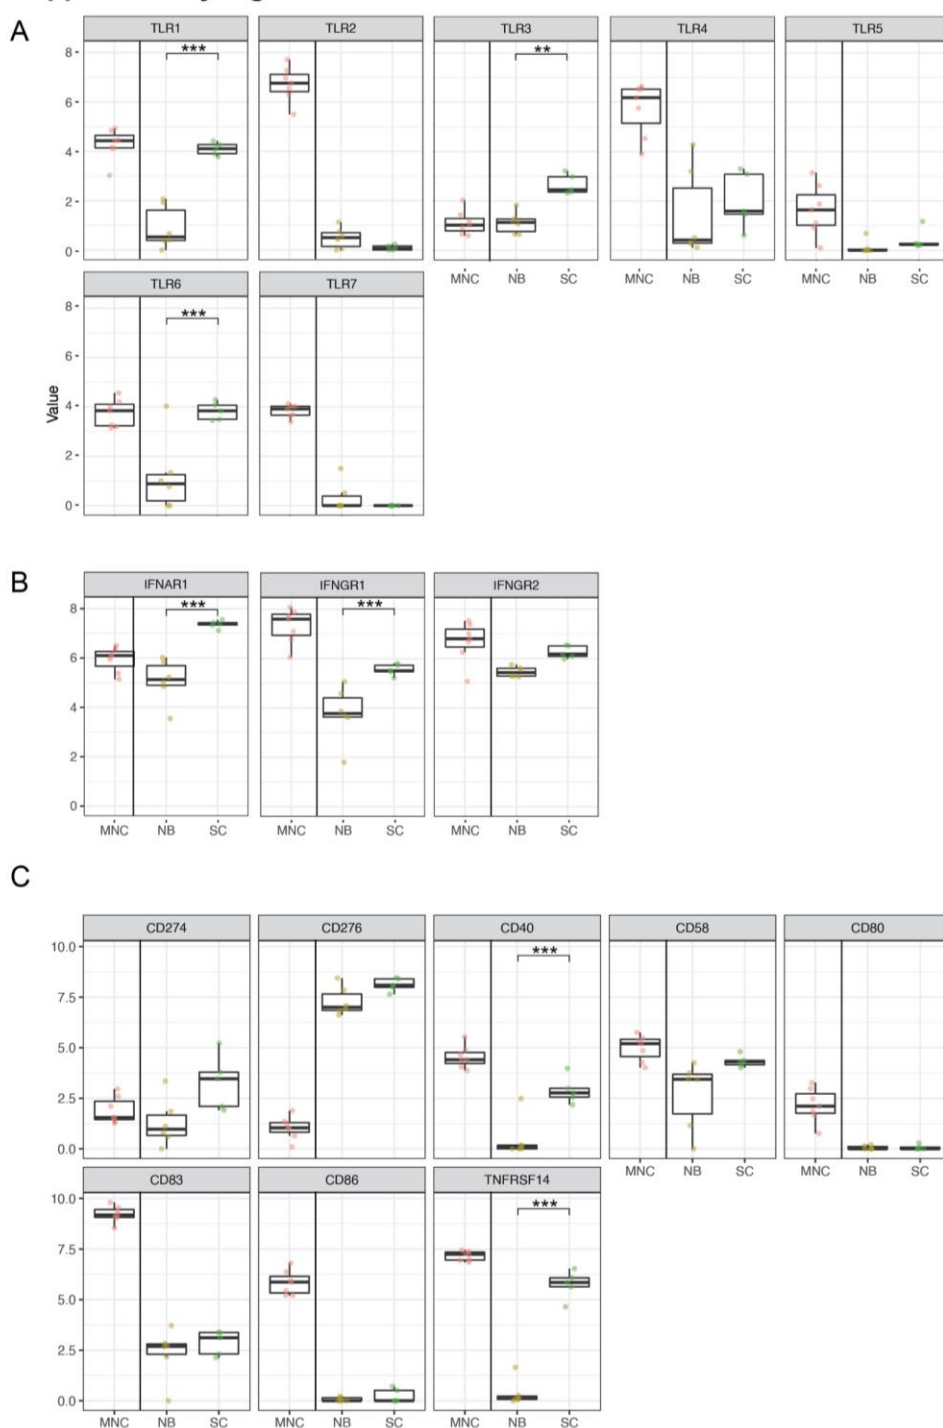 A
TLR1 TLR2 TLR3 TLR4 TLR5
*** **
8
6
4
2
0
MNC NB SC MNC NB SC MNC NB SC
TLR6 TLR7
***
Value
8
6
4
2
0
B
IFNAR1 IFNGR1 IFNGR2
*** ***
8
6
4
2
0
MNC NB SC MNC NB SC MNC NB SC
C
CD274 CD276 CD40 CD58 CD80
***
10.0
7.5
5.0
2.5
0.0
MNC NB SC MNC NB SC
CD83 CD86 TNFRSF14
***
10.0
7.5
5.0
2.5
0.0
MNC NB SC MNC NB SC MNC NB SC